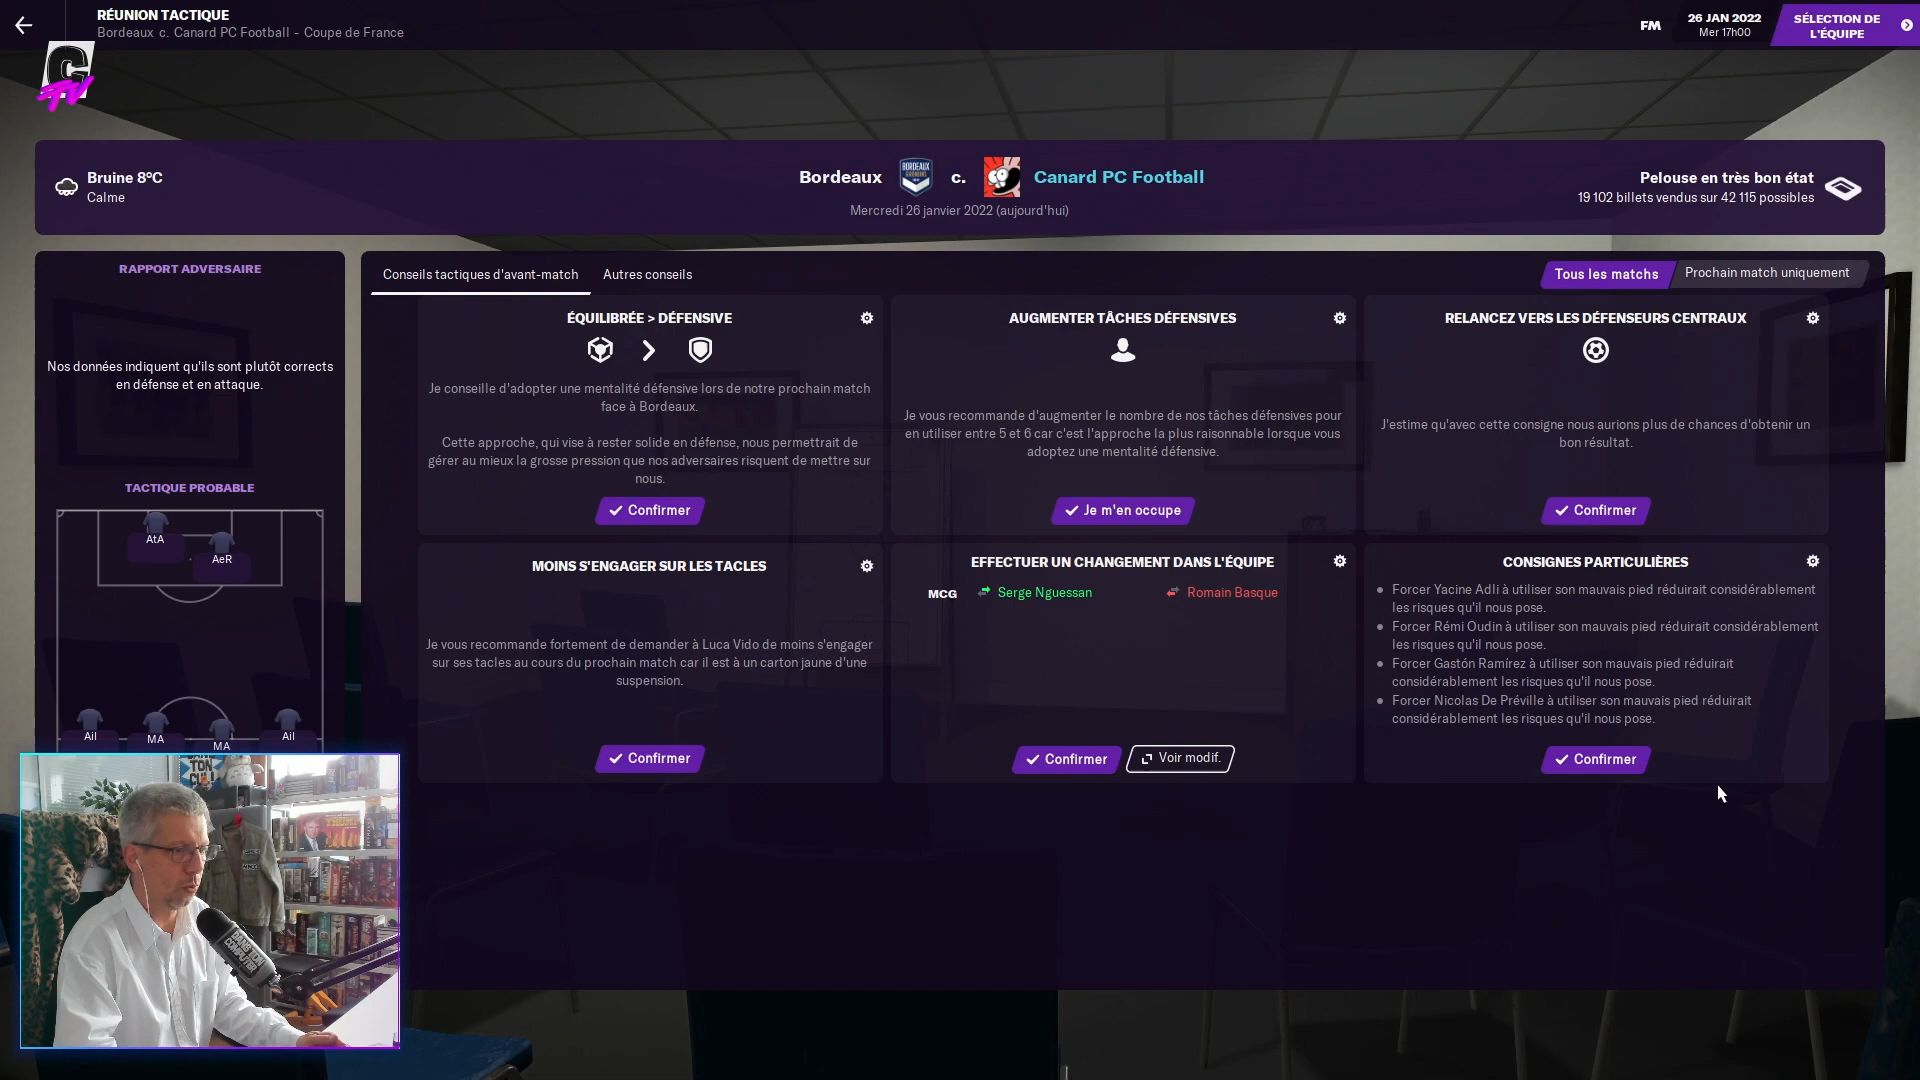 RÉUNION TACTIQUE
Bordeaux c. Canard PC Football - Coupe de France
FM
26 JAN 2022
Mer 17h00
SÉLECTION DE
L'ÉQUIPE
C
TV
Bruine 8°C
Calme
Bordeaux
BORDEAUX
c.
Canard PC Football
Mercredi 26 janvier 2022 (aujourd'hui)
Pelouse en très bon état
19 102 billets vendus sur 42 115 possibles
RAPPORT ADVERSAIRE
Nos données indiquent qu'ils sont plutôt corrects
en défense et en attaque.
TACTIQUE PROBABLE
AtA
AeR
Ail
MA
MA
Ail
Conseils tactiques d'avant-match
Autres conseils
Tous les matchs
Prochain match uniquement
ÉQUILIBRÉE > DÉFENSIVE
Je conseille d'adopter une mentalité défensive lors de notre prochain match
face à Bordeaux.
Cette approche, qui vise à rester solide en défense, nous permettrait de
gérer au mieux la grosse pression que nos adversaires risquent de mettre sur
nous.
Confirmer
AUGMENTER TÂCHES DÉFENSIVES
Je vous recommande d'augmenter le nombre de nos tâches défensives pour
en utiliser entre 5 et 6 car c'est l'approche la plus raisonnable lorsque vous
adoptez une mentalité défensive.
Je m'en occupe
RELANCEZ VERS LES DÉFENSEURS CENTRAUX
J'estime qu'avec cette consigne nous aurions plus de chances d'obtenir un
bon résultat.
Confirmer
MOINS S'ENGAGER SUR LES TACLES
Je vous recommande fortement de demander à Luca Vido de moins s'engager
sur ses tacles au cours du prochain match car il est à un carton jaune d'une
suspension.
Confirmer
EFFECTUER UN CHANGEMENT DANS L'ÉQUIPE
MCG
Serge Nguessan
Romain Basque
Confirmer
Voir modif.
CONSIGNES PARTICULIÈRES
Forcer Yacine Adli à utiliser son mauvais pied réduirait considérablement
les risques qu'il nous pose.
Forcer Rémi Oudin à utiliser son mauvais pied réduirait considérablement
les risques qu'il nous pose.
Forcer Gastón Ramírez à utiliser son mauvais pied réduirait
considérablement les risques qu'il nous pose.
Forcer Nicolas De Préville à utiliser son mauvais pied réduirait
considérablement les risques qu'il nous pose.
Confirmer
TON
CUL!
DANS TON
COMPUTER